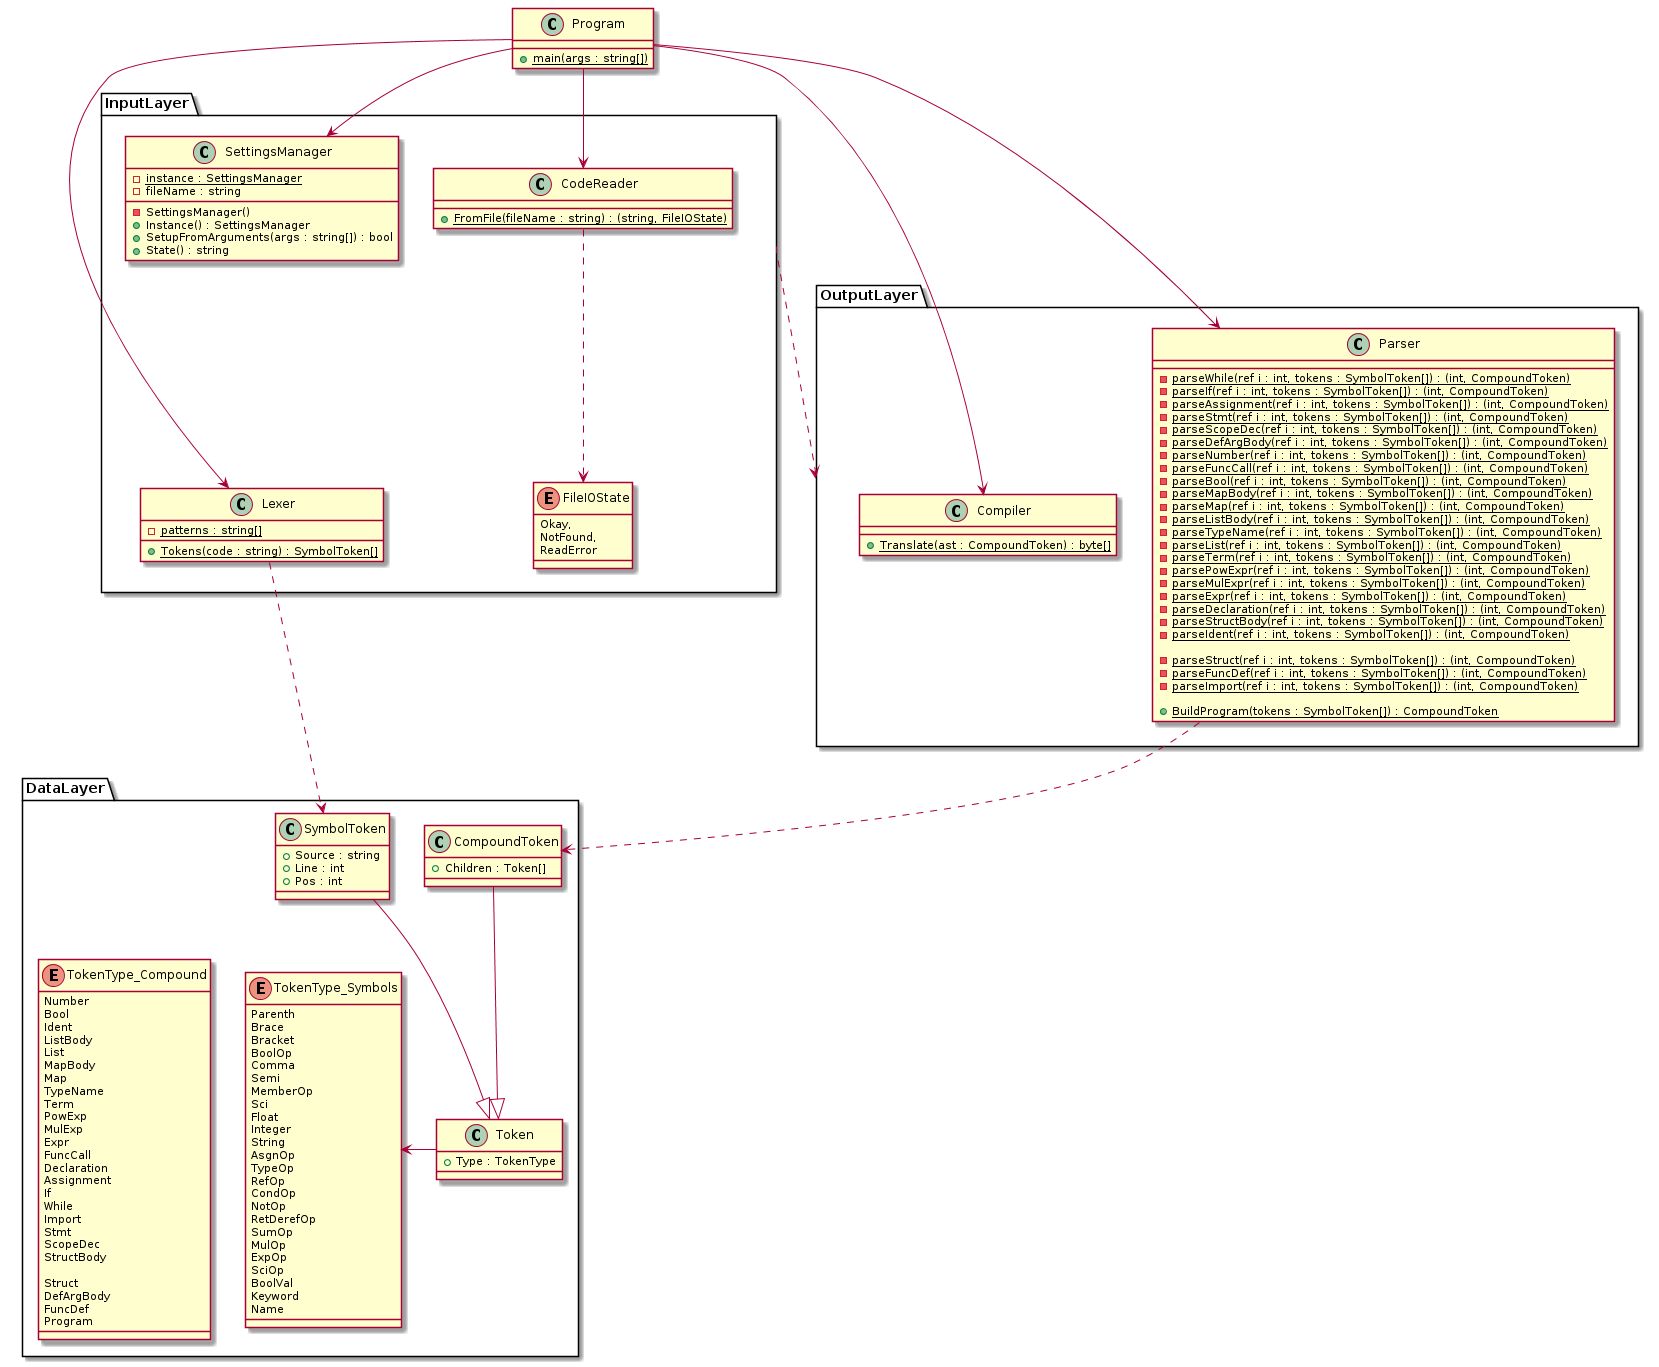 C Program
main(args : string[])
InputLayer
C SettingsManager
instance : SettingsManager
fileName : string
SettingsManager()
Instance() : SettingsManager
SetupFromArguments(args : string[]) : bool
State() : string
C CodeReader
FromFile(fileName : string) : (string, FileIOState)
C Lexer
patterns : string[]
Tokens(code : string) : SymbolToken[]
E FileIOState
Okay,
NotFound,
ReadError
OutputLayer
C Compiler
Translate(ast : CompoundToken) : byte[]
C Parser
parseWhile(ref i : int, tokens : SymbolToken[]) : (int, CompoundToken)
parseIf(ref i : int, tokens : SymbolToken[]) : (int, CompoundToken)
parseAssignment(ref i : int, tokens : SymbolToken[]) : (int, CompoundToken)
parseStmt(ref i : int, tokens : SymbolToken[]) : (int, CompoundToken)
parseScopeDec(ref i : int, tokens : SymbolToken[]) : (int, CompoundToken)
parseDefArgBody(ref i : int, tokens : SymbolToken[]) : (int, CompoundToken)
parseNumber(ref i : int, tokens : SymbolToken[]) : (int, CompoundToken)
parseFuncCall(ref i : int, tokens : SymbolToken[]) : (int, CompoundToken)
parseBool(ref i : int, tokens : SymbolToken[]) : (int, CompoundToken)
parseMapBody(ref i : int, tokens : SymbolToken[]) : (int, CompoundToken)
parseMap(ref i : int, tokens : SymbolToken[]) : (int, CompoundToken)
parseListBody(ref i : int, tokens : SymbolToken[]) : (int, CompoundToken)
parseTypeName(ref i : int, tokens : SymbolToken[]) : (int, CompoundToken)
parseList(ref i : int, tokens : SymbolToken[]) : (int, CompoundToken)
parseTerm(ref i : int, tokens : SymbolToken[]) : (int, CompoundToken)
parsePowExpr(ref i : int, tokens : SymbolToken[]) : (int, CompoundToken)
parseMulExpr(ref i : int, tokens : SymbolToken[]) : (int, CompoundToken)
parseExpr(ref i : int, tokens : SymbolToken[]) : (int, CompoundToken)
parseDeclaration(ref i : int, tokens : SymbolToken[]) : (int, CompoundToken)
parseStructBody(ref i : int, tokens : SymbolToken[]) : (int, CompoundToken)
parseIdent(ref i : int, tokens : SymbolToken[]) : (int, CompoundToken)
parseStruct(ref i : int, tokens : SymbolToken[]) : (int, CompoundToken)
parseFuncDef(ref i : int, tokens : SymbolToken[]) : (int, CompoundToken)
parseImport(ref i : int, tokens : SymbolToken[]) : (int, CompoundToken)
BuildProgram(tokens : SymbolToken[]) : CompoundToken
DataLayer
C SymbolToken
Source : string
Line : int
Pos : int
C CompoundToken
Children : Token[]
E TokenType_Compound
Number
Bool
Ident
ListBody
List
MapBody
Map
TypeName
Term
PowExp
MulExp
Expr
FuncCall
Declaration
Assignment
If
While
Import
Stmt
ScopeDec
StructBody
Struct
DefArgBody
FuncDef
Program
E TokenType_Symbols
Parenth
Brace
Bracket
BoolOp
Comma
Semi
MemberOp
Sci
Float
Integer
String
AsgnOp
TypeOp
RefOp
CondOp
NotOp
RetDerefOp
SumOp
MulOp
ExpOp
SciOp
BoolVal
Keyword
Name
C Token
Type : TokenType